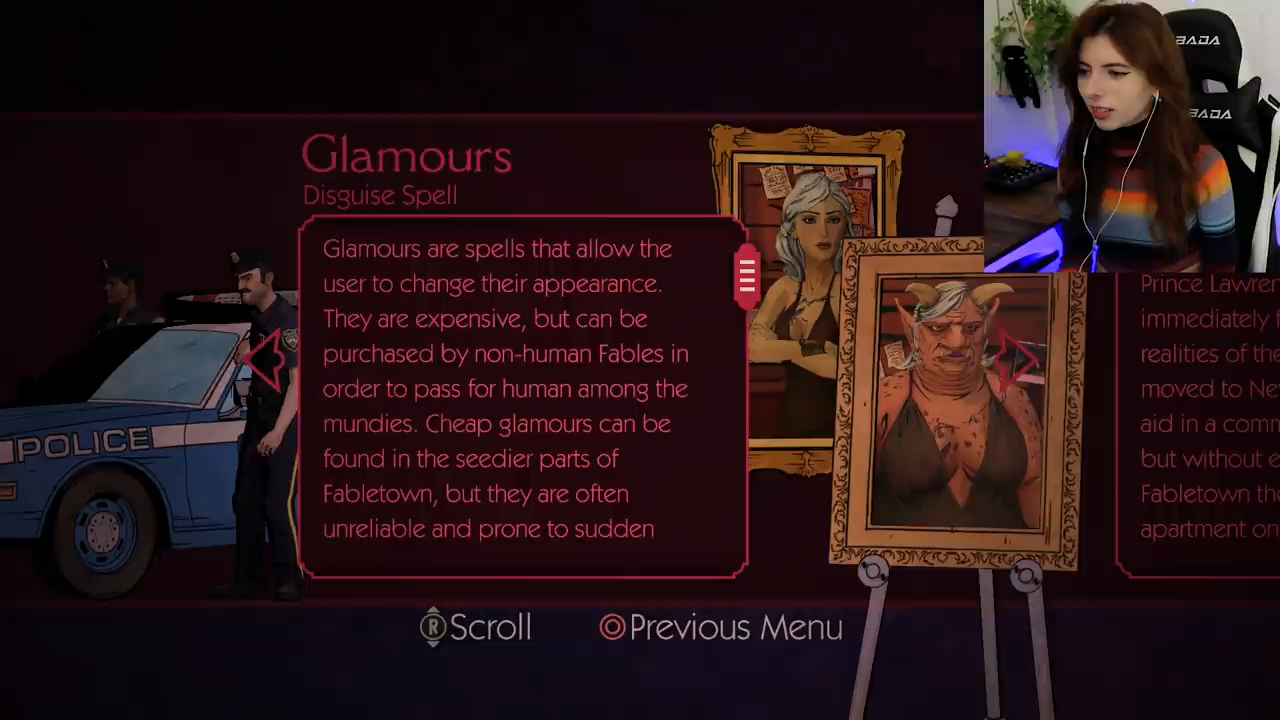 Glamours
Disguise Spell
Glamours are spells that allow the
user to change their appearance.
They are expensive, but can be
purchased by non-human Fables in
order to pass for human among the
mundies. Cheap glamours can be
found in the seedier parts of
Fabletown, but they are often
unreliable and prone to sudden
POLICE
Prince Lawren
immediately
realities of the
moved to Ne
aid in a com
but without e
Fabletown th
apartment on
R Scroll
Previous Menu
BADA
BADA